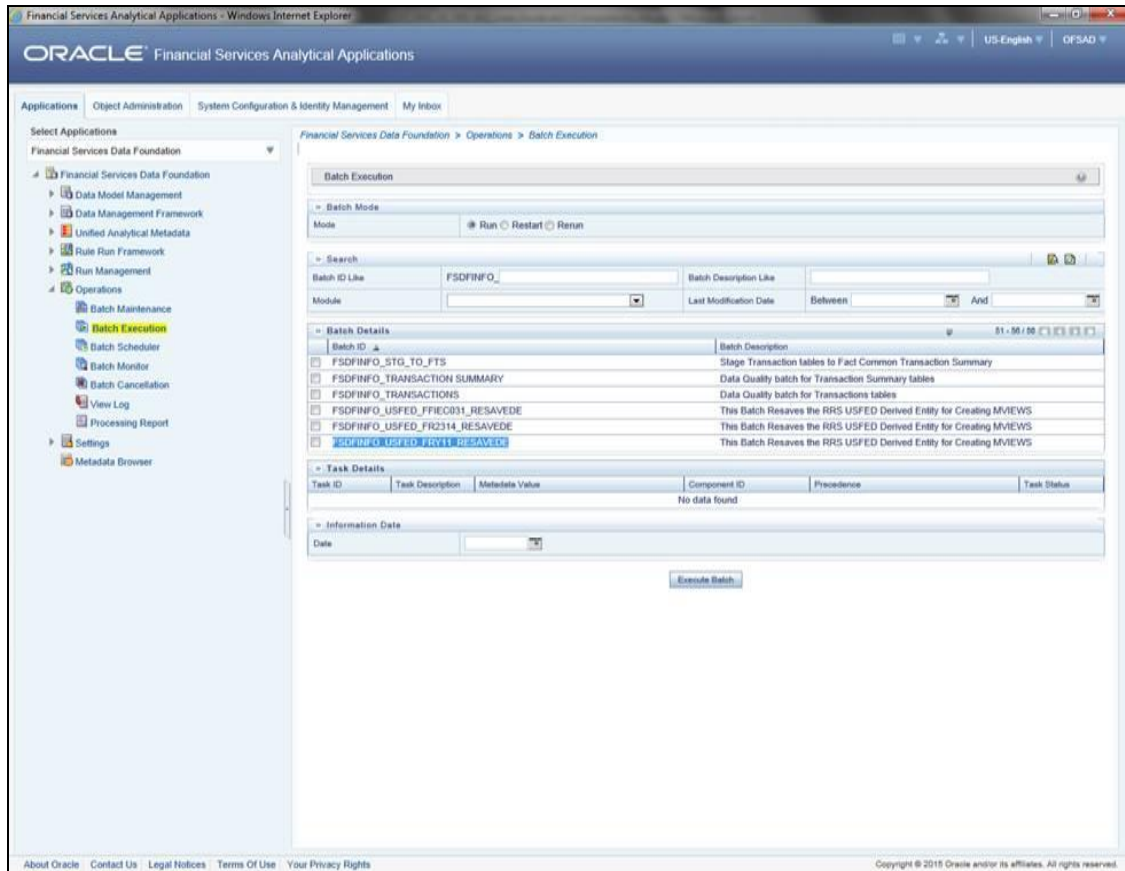 Financial Services Analytical Applications - Windows Internet Explorer
ORACLE Financial Services Analytical Applications
US-English OFSAD
Applications Object Administration System Configuration & Identity Management My Inbox
Select Applications
Financial Services Data Foundation
Financial Services Data Foundation
Data Model Management
Data Management Framework
Unified Analytical Metadata
Rule Run Framework
Run Management
Operations
Batch Maintenance
Batch Execution
Batch Scheduler
Batch Monitor
Batch Cancellation
View Log
Processing Report
Settings
Metadata Browser
Financial Services Data Foundation > Operations > Batch Execution
Batch Execution
Batch Mode
Mode Run Restart Rerun
Search
Batch ID Like FSDFINFO_ Batch Description Like
Module Last Modification Date Between And
Batch Details
Batch ID Batch Description
FSDFINFO_STG_TO_FTS Stage Transaction tables to Fact Common Transaction Summary
FSDFINFO_TRANSACTION SUMMARY Data Quality batch for Transaction Summary tables
FSDFINFO_TRANSACTIONS Data Quality batch for Transactions tables
FSDFINFO_USFED_FFIEC031_RESAVEDE This Batch Resaves the RRS USFED Derived Entity for Creating MVIEWS
FSDFINFO_USFED_FR2314_RESAVEDE This Batch Resaves the RRS USFED Derived Entity for Creating MVIEWS
FSDFINFO_USFED_FRY11_RESAVEDE This Batch Resaves the RRS USFED Derived Entity for Creating MVIEWS
Task Details
Task ID Task Description Metadata Value Component ID Precedence Task Status
No data found
Information Date
Date
Execute Batch
About Oracle Contact Us Legal Notices Terms Of Use Your Privacy Rights
Copyright © 2015 Oracle and/or its affiliates. All rights reserved.